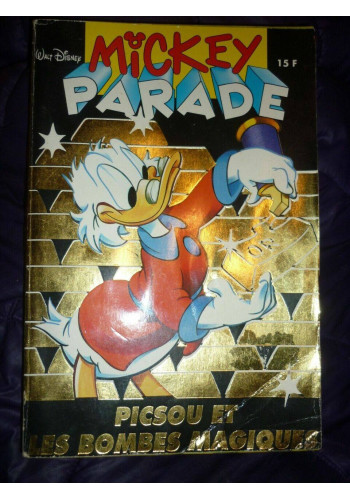 WALT DISNEY
MICKEY
15 F
PARADE
PICSOU ET
LES BOMBES MAGIQUES